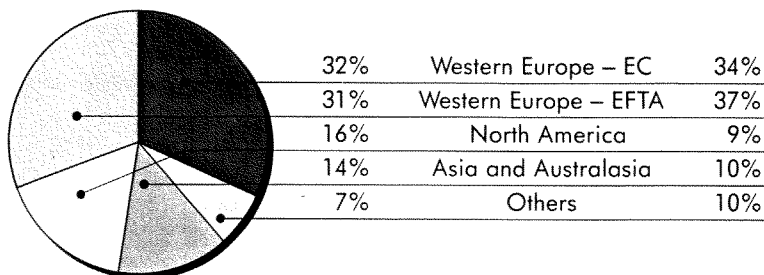 32% Western Europe – EC 34%
31% Western Europe – EFTA 37%
16% North America 9%
14% Asia and Australasia 10%
7% Others 10%